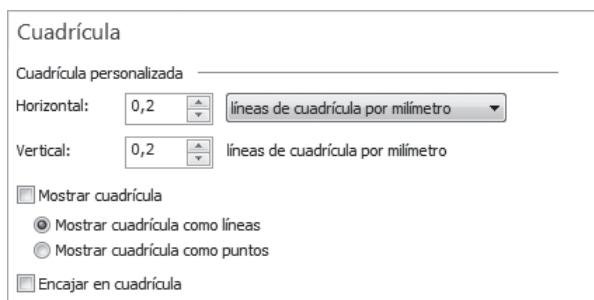 Cuadrícula
Cuadrícula personalizada
Horizontal: 0,2 líneas de cuadrícula por milímetro
Vertical: 0,2 líneas de cuadrícula por milímetro
Mostrar cuadrícula
Mostrar cuadrícula como líneas
Mostrar cuadrícula como puntos
Encajar en cuadrícula